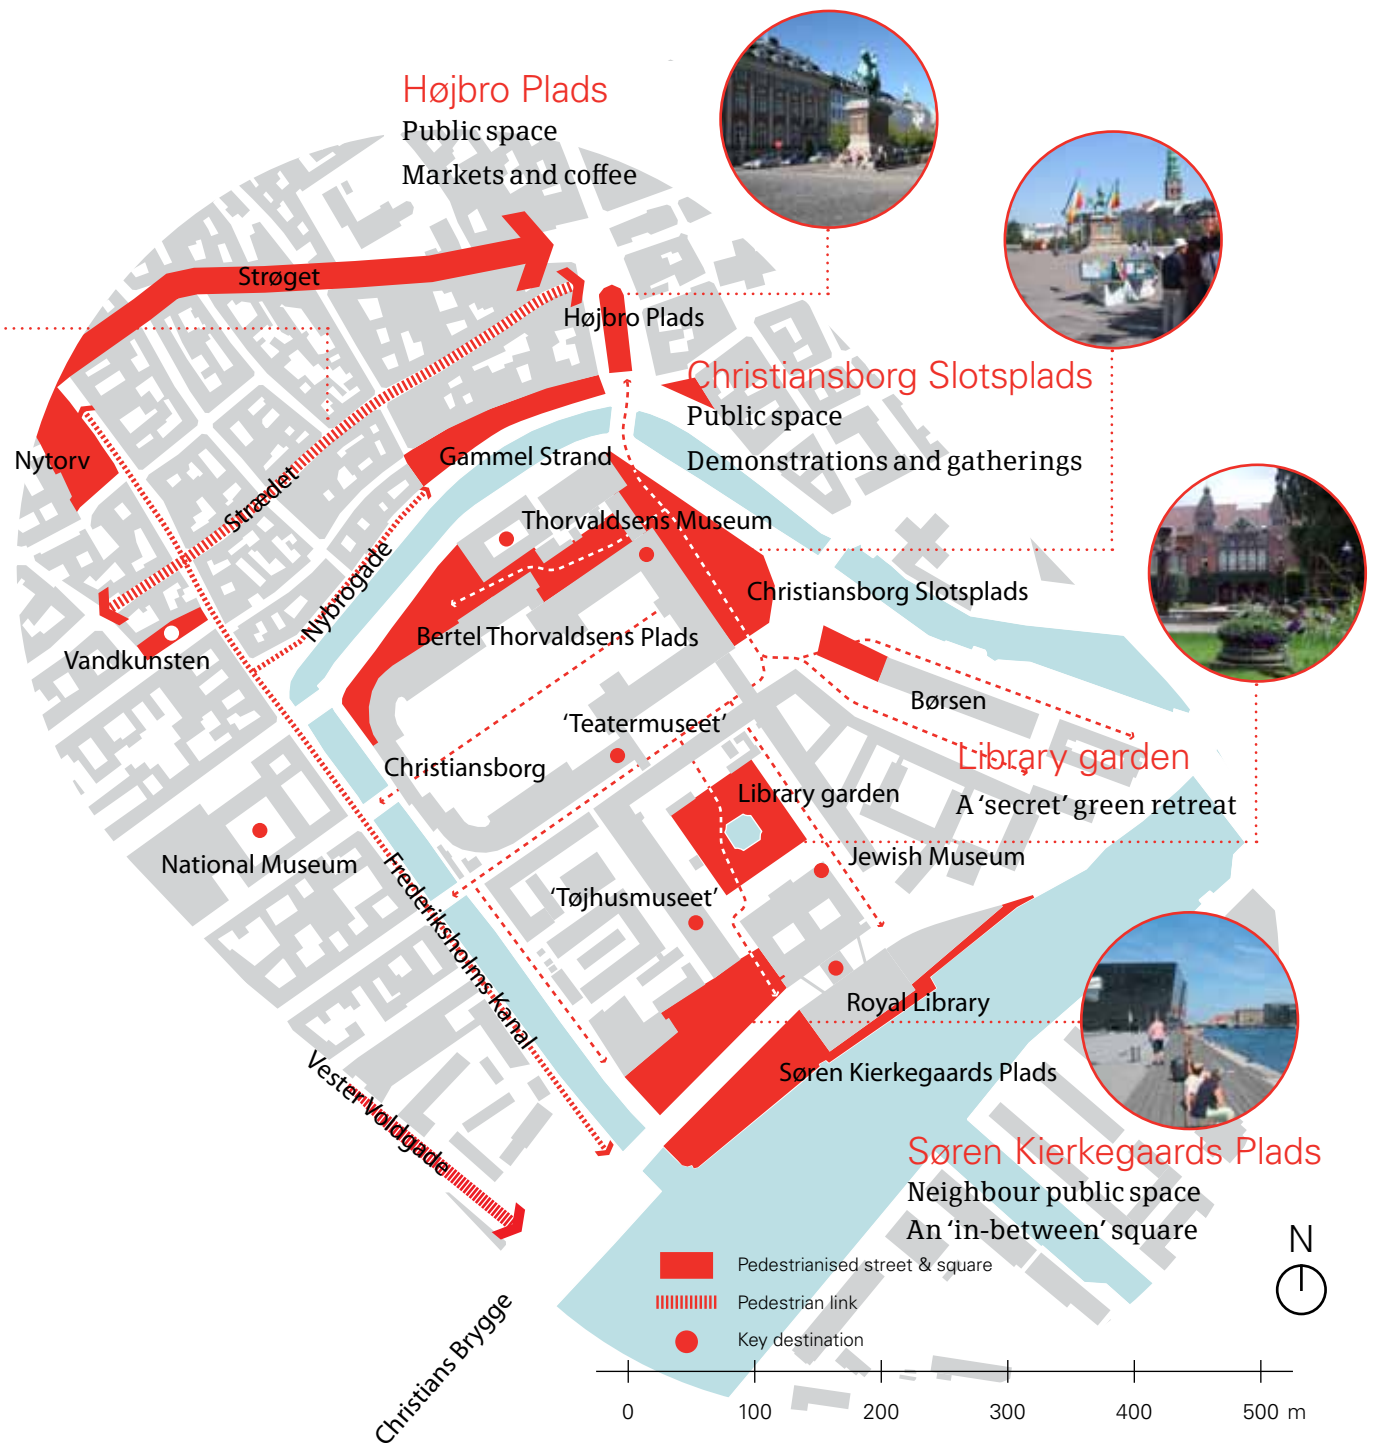 Højbro Plads
Public space
Markets and coffee
Strøget
Højbro Plads
Christiansborg Slotsplads
Public space
Demonstrations and gatherings
Nytorv
Gammel Strand
Strædet
Thorvaldsens Museum
Nybrogade
Christiansborg Slotsplads
Bertel Thorvaldsens Plads
Vandkunsten
Børsen
'Teatermuseet'
Library garden
A 'secret' green retreat
Christiansborg
Library garden
National Museum
Jewish Museum
'Tøjhusmuseet'
Frederiksholms Kanal
Royal Library
Søren Kierkegaards Plads
Vester Voldgade
Søren Kierkegaards Plads
Neighbour public space
An 'in-between' square
N
Pedestrianised street & square
Pedestrian link
Key destination
Christians Brygge
0 100 200 300 400 500 m